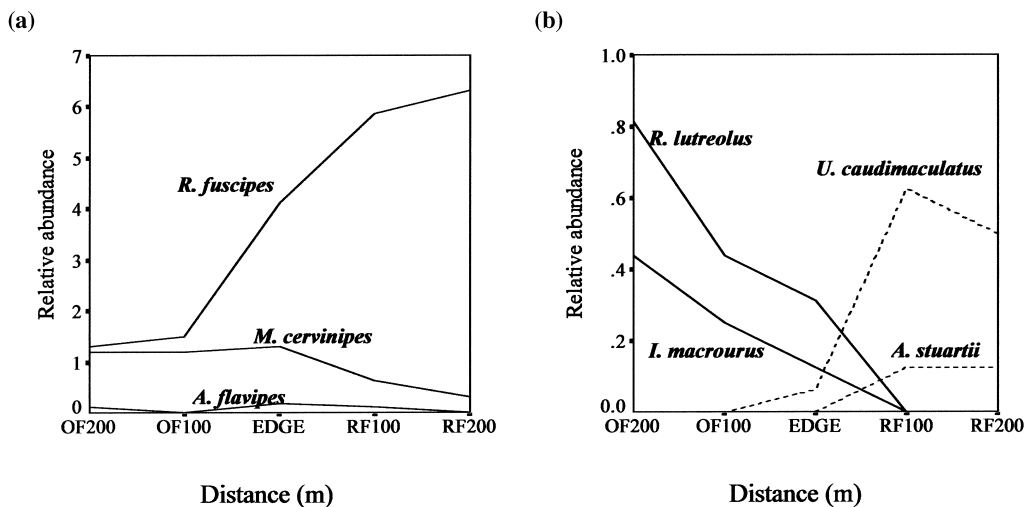 (a)
7
6
5
4
3
2
1
0
Relative abundance
R. fuscipes
M. cervinipes
A. flavipes
OF200 OF100 EDGE RF100 RF200
Distance (m)
(b)
1.0
.8
.6
.4
.2
0.0
Relative abundance
R. lutreolus
U. caudimaculatus
I. macrourus
A. stuartii
OF200 OF100 EDGE RF100 RF200
Distance (m)